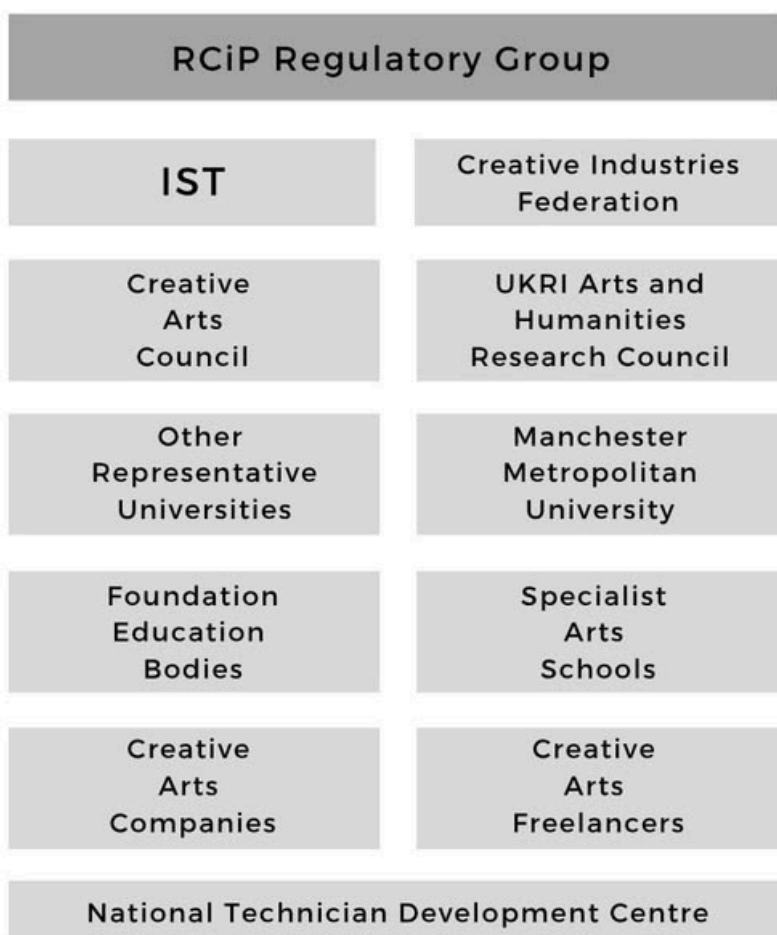 RCiP Regulatory Group
IST
Creative Industries
Federation
Creative
Arts
Council
UKRI Arts and
Humanities
Research Council
Other
Representative
Universities
Manchester
Metropolitan
University
Foundation
Education
Bodies
Specialist
Arts
Schools
Creative
Arts
Companies
Creative
Arts
Freelancers
National Technician Development Centre